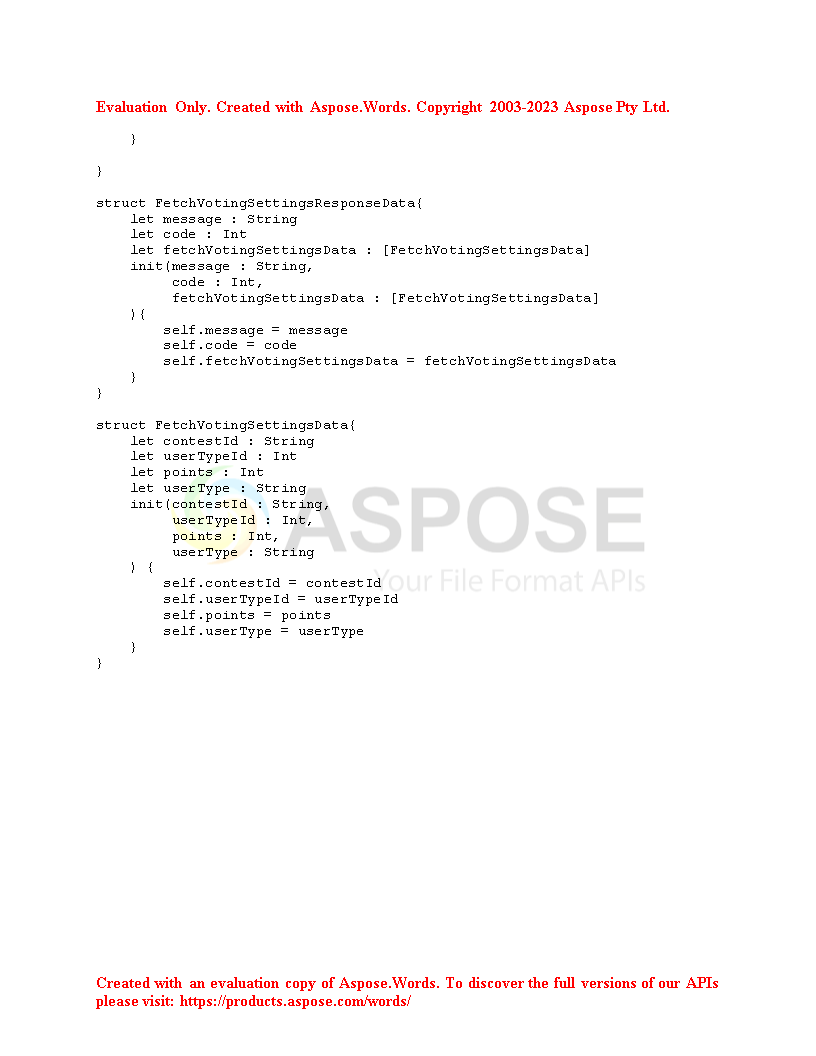 Evaluation Only. Created with Aspose.Words. Copyright 2003-2023 Aspose Pty Ltd.
    }
}
struct FetchVotingSettingsResponseData{
    let message : String
    let code : Int
    let fetchVotingSettingsData : [FetchVotingSettingsData]
    init(message : String,
         code : Int,
         fetchVotingSettingsData : [FetchVotingSettingsData]
    ){
        self.message = message
        self.code = code
        self.fetchVotingSettingsData = fetchVotingSettingsData
    }
}
struct FetchVotingSettingsData{
    let contestId : String
    let userTypeId : Int
    let points : Int
    let userType : String
    init(contestId : String,
         userTypeId : Int,
         points : Int,
         userType : String
    ) {
        self.contestId = contestId
        self.userTypeId = userTypeId
        self.points = points
        self.userType = userType
    }
}
ASPOSE
Your File Format APIs
Created with an evaluation copy of Aspose.Words. To discover the full versions of our APIs
please visit: https://products.aspose.com/words/